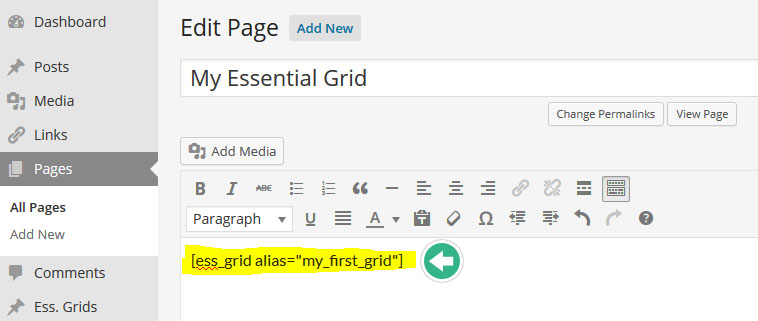 Dashboard
Posts
Media
Links
Pages
All Pages
Add New
Comments
Ess. Grids
Edit Page Add New
My Essential Grid
Change Permalinks View Page
Add Media
B I ABC
Paragraph U A Ω ?
[ess_grid alias="my_first_grid"]